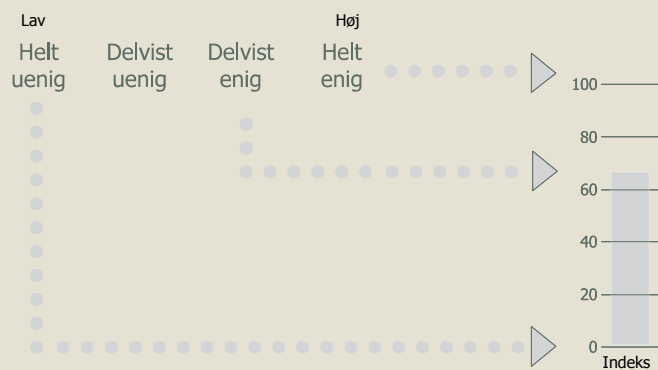 Lav Høj
Helt Delvist Delvist Helt
uenig uenig enig enig
100
80
60
40
20
0
Indeks